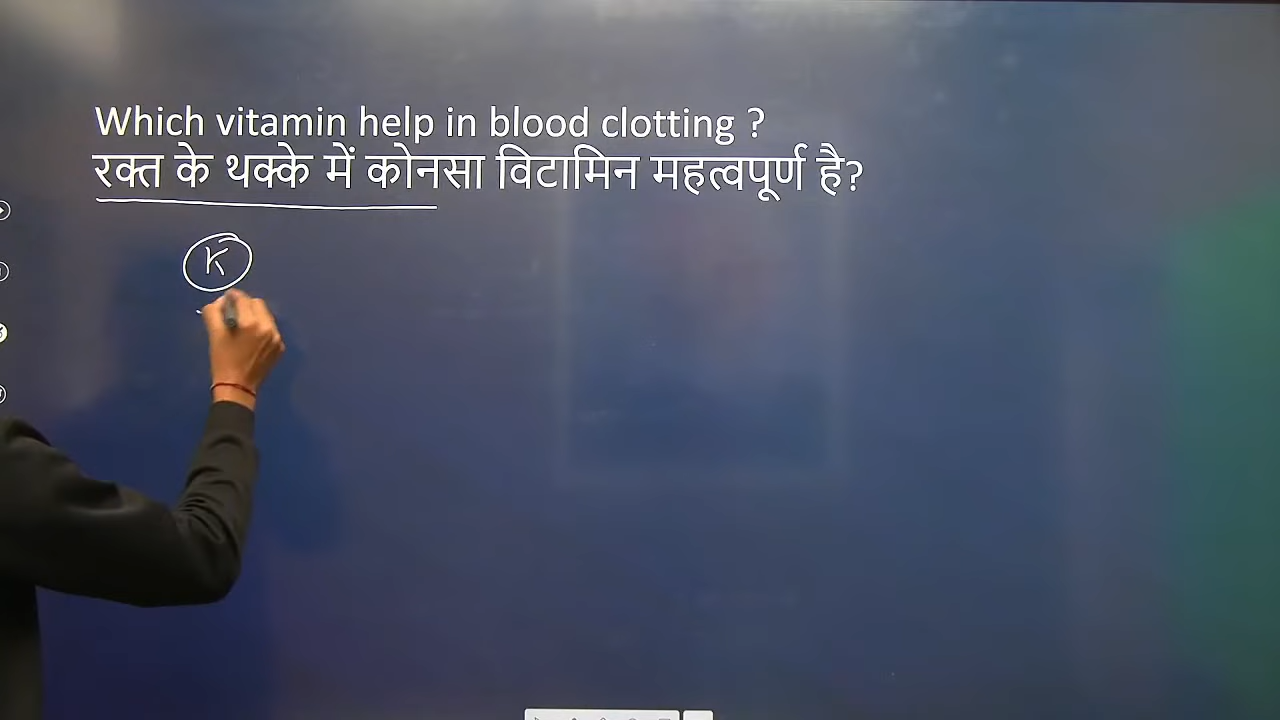 Which vitamin help in blood clotting ?
रक्त के थक्के में कोनसा विटामिन महत्वपूर्ण है?
K